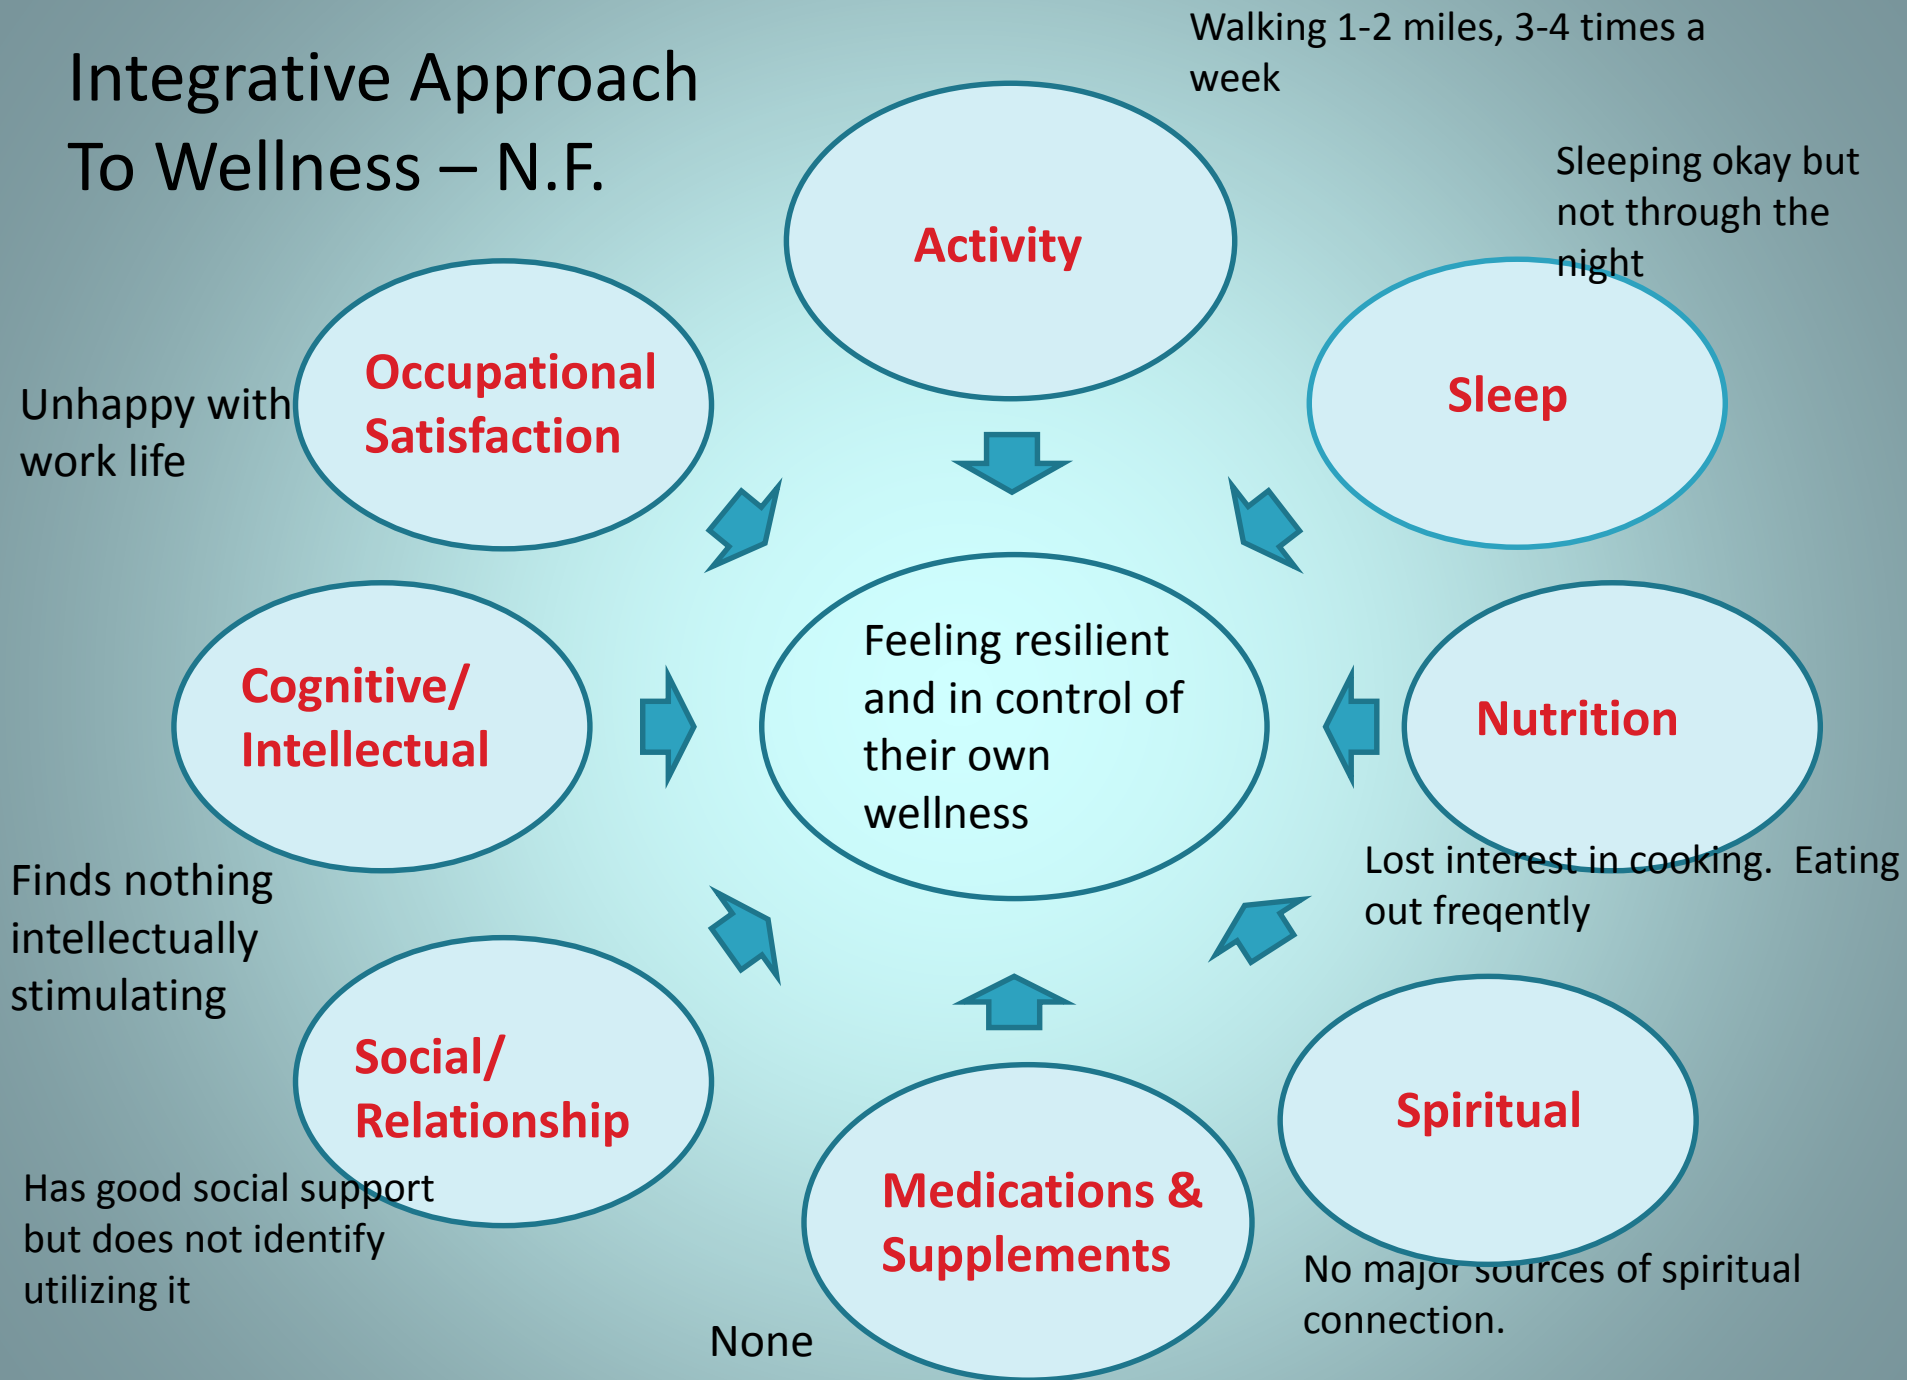 Integrative Approach
To Wellness – N.F.
Walking 1-2 miles, 3-4 times a
week
Activity
Sleeping okay but
not through the
night
Sleep
Occupational
Satisfaction
Unhappy with
work life
Cognitive/
Intellectual
Finds nothing
intellectually
stimulating
Feeling resilient
and in control of
their own
wellness
Nutrition
Lost interest in cooking.  Eating
out freqently
Social/
Relationship
Has good social support
but does not identify
utilizing it
Medications &
Supplements
None
Spiritual
No major sources of spiritual
connection.